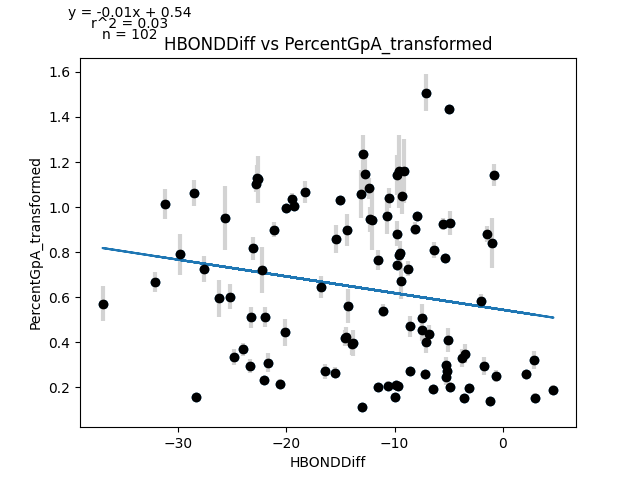 y = -0.01x + 0.54
r^2 = 0.03
n = 102
HBONDDiff vs PercentGpA_transformed
PercentGpA_transformed
1.6
1.4
1.2
1.0
0.8
0.6
0.4
0.2
−30
−20
−10
0
HBONDDiff